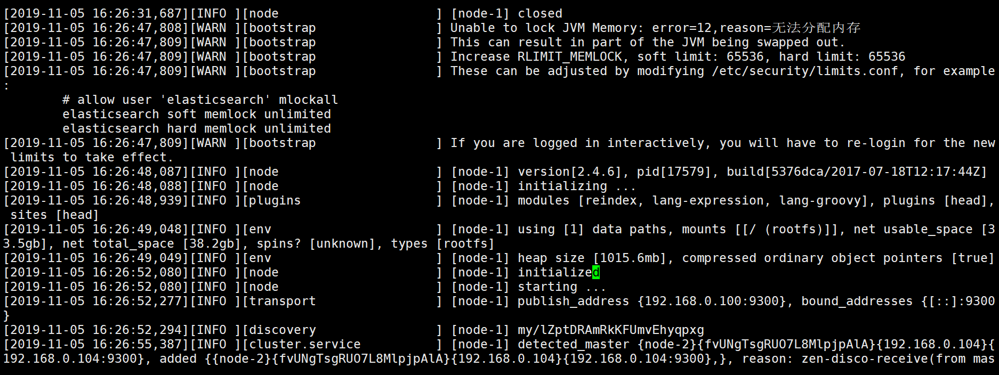 [2019-11-05 16:26:31,687][INFO ][node                     ] [node-1] closed
[2019-11-05 16:26:47,808][WARN ][bootstrap                ] Unable to lock JVM Memory: error=12,reason=无法分配内存
[2019-11-05 16:26:47,809][WARN ][bootstrap                ] This can result in part of the JVM being swapped out.
[2019-11-05 16:26:47,809][WARN ][bootstrap                ] Increase RLIMIT_MEMLOCK, soft limit: 65536, hard limit: 65536
[2019-11-05 16:26:47,809][WARN ][bootstrap                ] These can be adjusted by modifying /etc/security/limits.conf, for example
:
        # allow user 'elasticsearch' mlockall
        elasticsearch soft memlock unlimited
        elasticsearch hard memlock unlimited
[2019-11-05 16:26:47,809][WARN ][bootstrap                ] If you are logged in interactively, you will have to re-login for the new
 limits to take effect.
[2019-11-05 16:26:48,087][INFO ][node                     ] [node-1] version[2.4.6], pid[17579], build[5376dca/2017-07-18T12:17:44Z]
[2019-11-05 16:26:48,088][INFO ][node                     ] [node-1] initializing ...
[2019-11-05 16:26:48,939][INFO ][plugins                  ] [node-1] modules [reindex, lang-expression, lang-groovy], plugins [head],
 sites [head]
[2019-11-05 16:26:49,048][INFO ][env                      ] [node-1] using [1] data paths, mounts [[/ (rootfs)]], net usable_space [3
3.5gb], net total_space [38.2gb], spins? [unknown], types [rootfs]
[2019-11-05 16:26:49,049][INFO ][env                      ] [node-1] heap size [1015.6mb], compressed ordinary object pointers [true]
[2019-11-05 16:26:52,080][INFO ][node                     ] [node-1] initialized
[2019-11-05 16:26:52,080][INFO ][node                     ] [node-1] starting ...
[2019-11-05 16:26:52,277][INFO ][transport                ] [node-1] publish_address {192.168.0.100:9300}, bound_addresses {[::]:9300
}
[2019-11-05 16:26:52,294][INFO ][discovery                ] [node-1] my/lZptDRAmRkKFUmvEhyqpxg
[2019-11-05 16:26:55,387][INFO ][cluster.service          ] [node-1] detected_master {node-2}{fvUNgTsgRUO7L8MlpjpAlA}{192.168.0.104}{
192.168.0.104:9300}, added {{node-2}{fvUNgTsgRUO7L8MlpjpAlA}{192.168.0.104}{192.168.0.104:9300},}, reason: zen-disco-receive(from mas